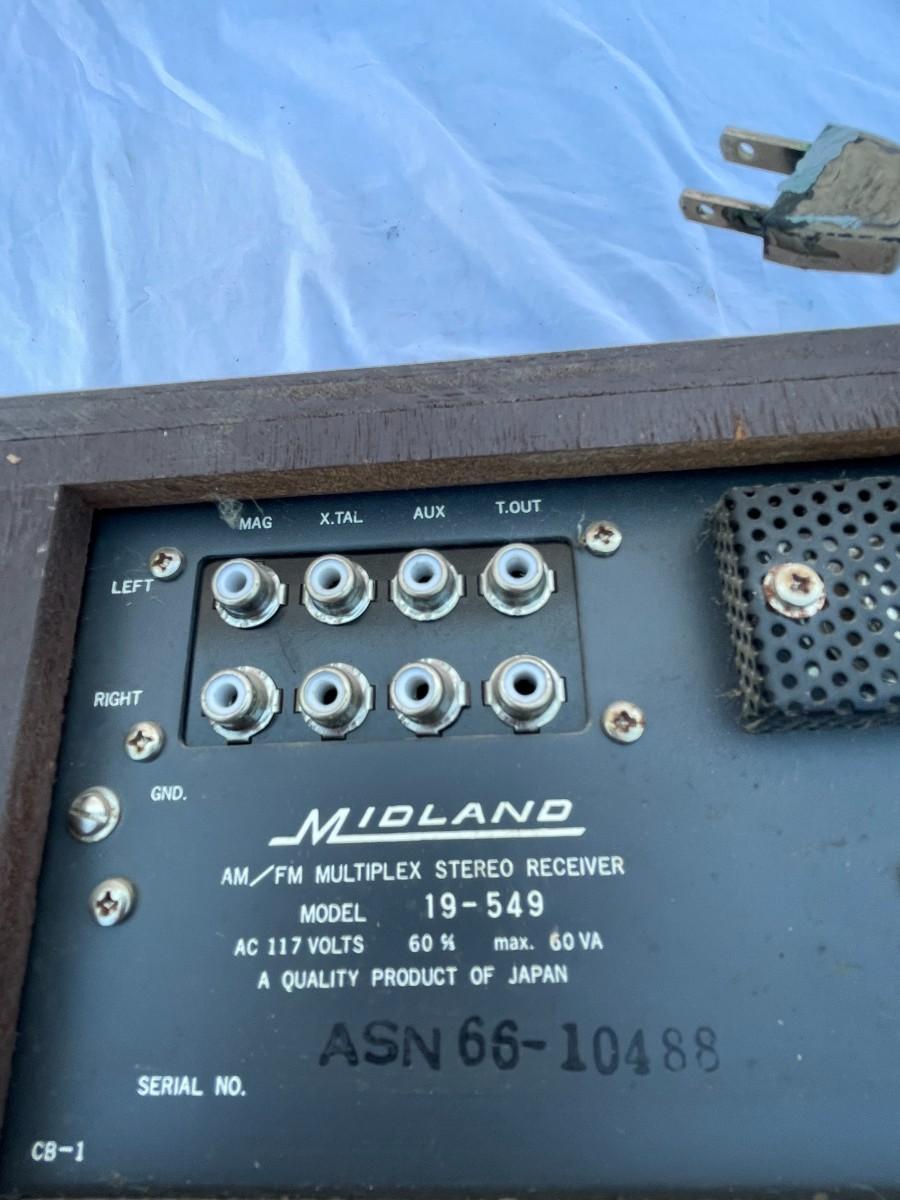 MAG X.TAL AUX T.OUT
LEFT
RIGHT
GND.
MIDLAND
AM/FM MULTIPLEX STEREO RECEIVER
MODEL 19-549
AC 117 VOLTS 60 c/s max. 60 VA
A QUALITY PRODUCT OF JAPAN
ASN 66-10488
SERIAL NO.
CB-1